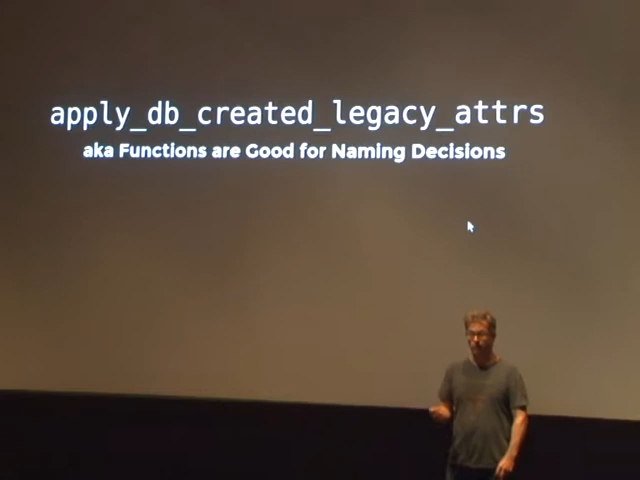 apply_db_created_legacy_attrs
aka Functions are Good for Naming Decisions